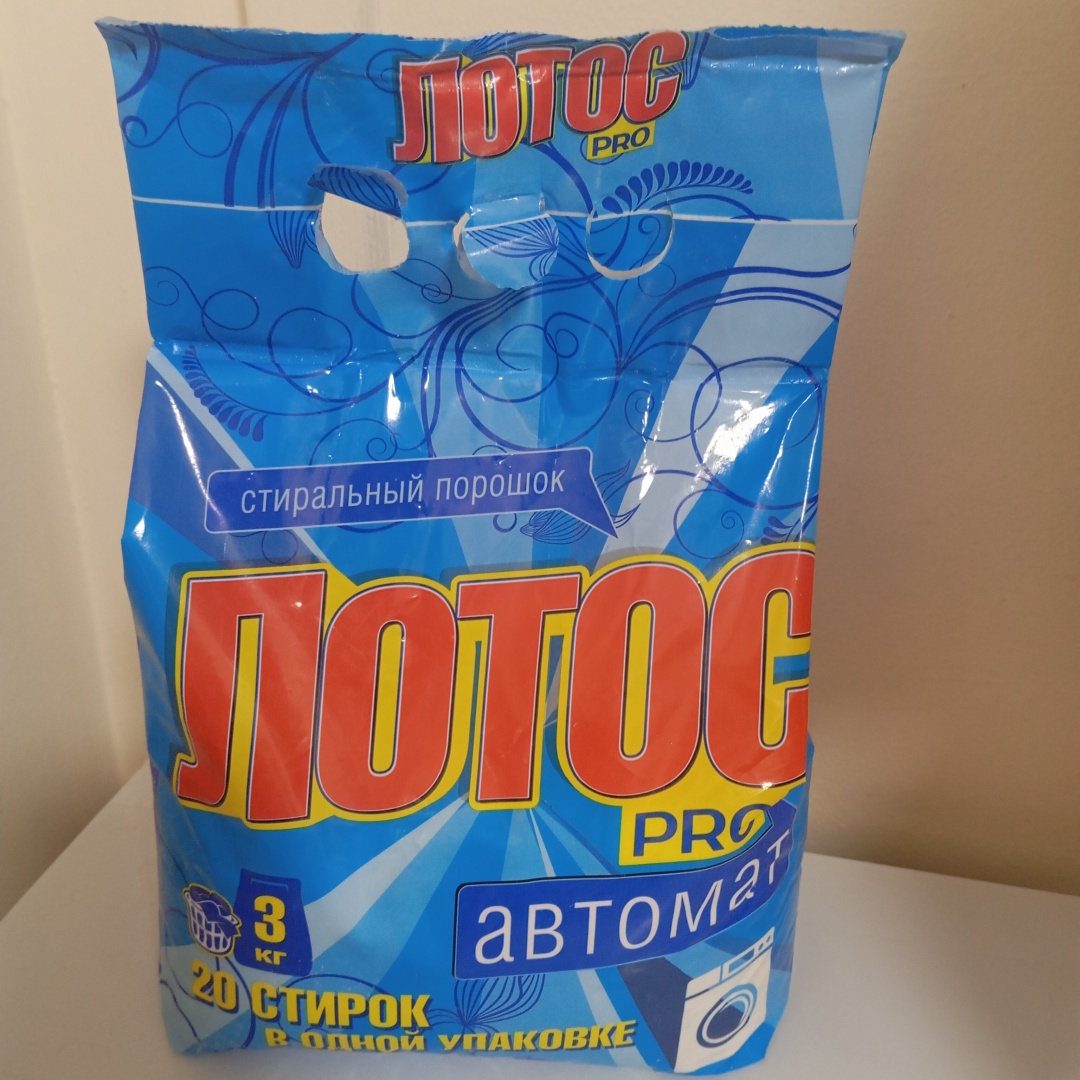 ЛОТОС
PRO
стиральный порошок
ЛОТОС
PRO
автомат
3
кг
20 СТИРОК
В ОДНОЙ УПАКОВКЕ